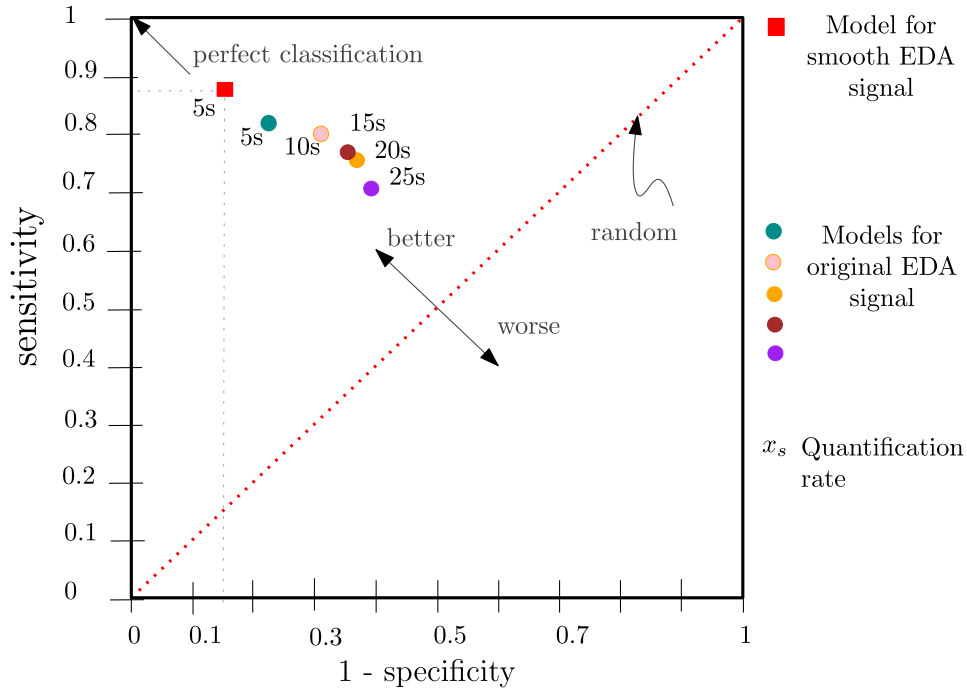 1
0.9
0.8
0.7
0.6
0.5
0.4
0.3
0.2
0.1
0
sensitivity
perfect classification
5s
5s
10s
15s
20s
25s
better
worse
random
0 0.1 0.3 0.5 0.7 1
1 - specificity
Model for
smooth EDA
signal
Models for
original EDA
signal
x_s Quantification
rate